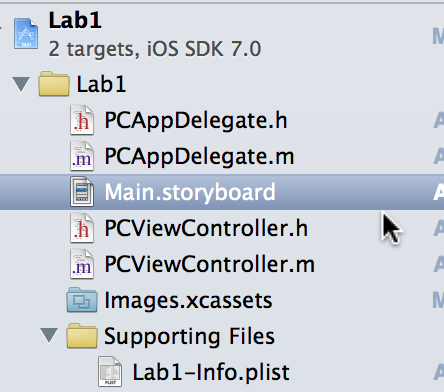 Lab1
2 targets, iOS SDK 7.0
M
Lab1
.h PCAppDelegate.h
A
.m PCAppDelegate.m
A
Main.storyboard
A
.h PCViewController.h
A
.m PCViewController.m
A
Images.xcassets
M
Supporting Files
PLIST Lab1-Info.plist
A